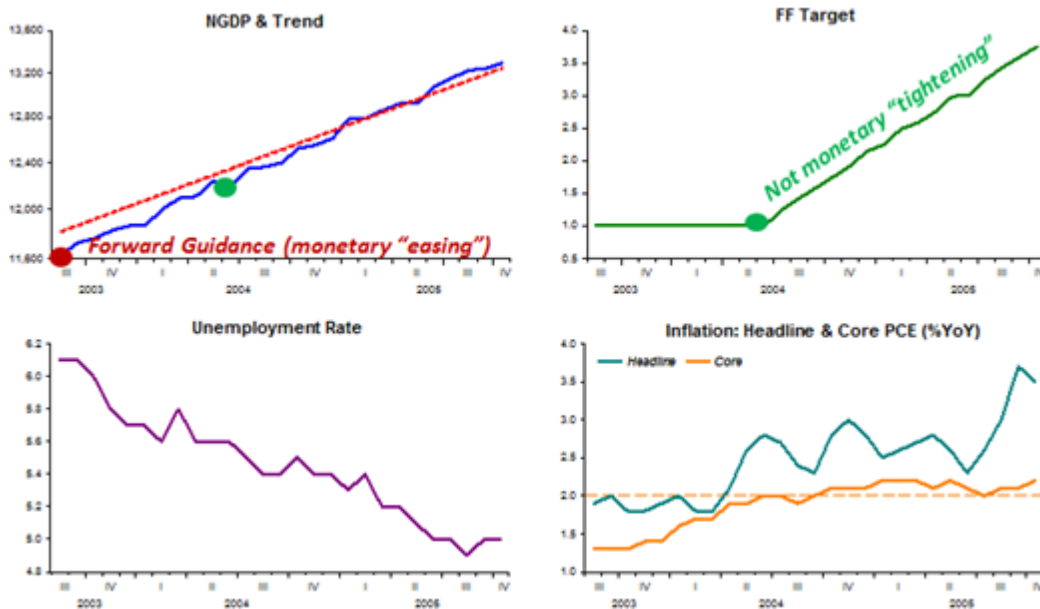 NGDP & Trend
13,600
13,200
12,800
12,400
12,000
11,600
Forward Guidance (monetary “easing”)
III IV I II III IV I II III IV
2003 2004 2005
FF Target
4.0
3.5
3.0
2.5
2.0
1.5
1.0
0.5
Not monetary “tightening”
III IV I II III IV I II III IV
2003 2004 2005
Unemployment Rate
6.2
6.0
5.8
5.6
5.4
5.2
5.0
4.8
III IV I II III IV I II III IV
2003 2004 2005
Inflation: Headline & Core PCE (%YoY)
4.0
Headline Core
3.5
3.0
2.5
2.0
1.5
1.0
III IV I II III IV I II III IV
2003 2004 2005